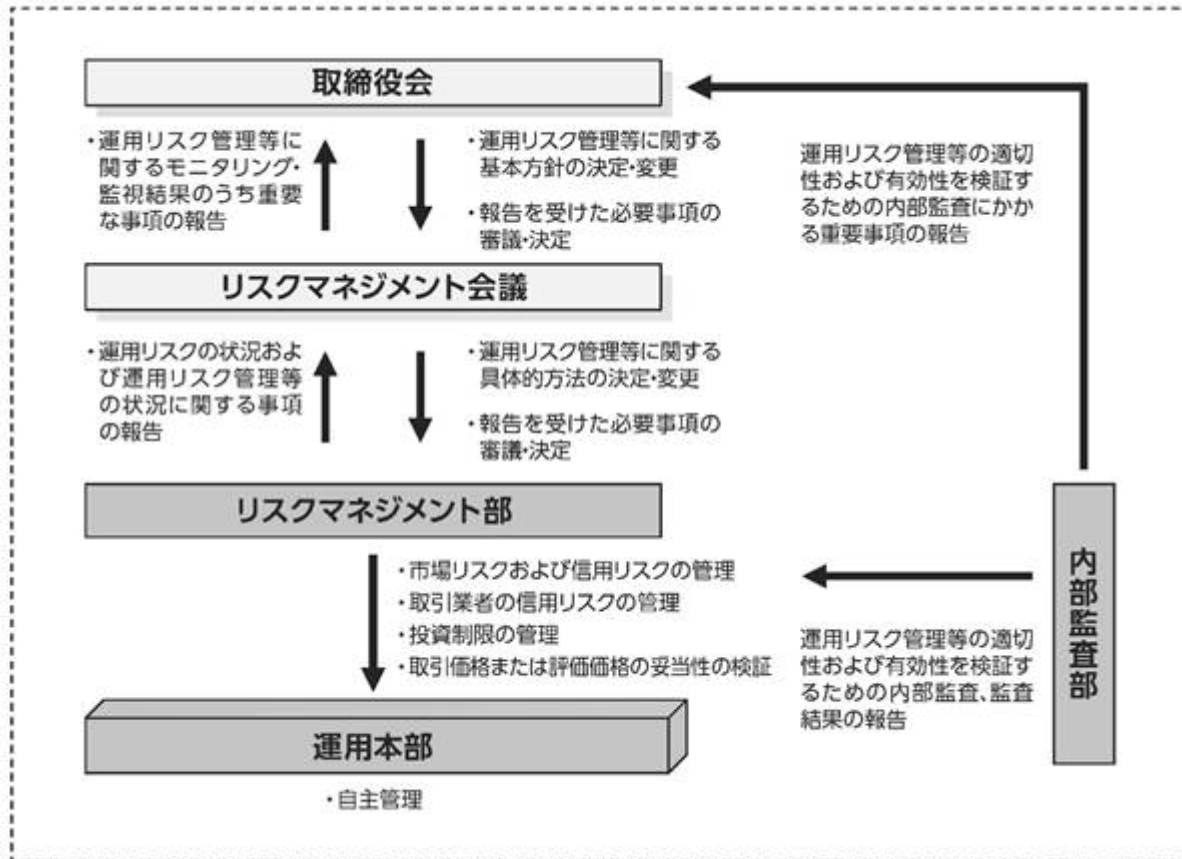 取締役会
・運用リスク管理等に
関するモニタリング・
監視結果のうち重要
な事項の報告
・運用リスク管理等に関する
基本方針の決定・変更
・報告を受けた必要事項の
審議・決定
運用リスク管理等の適切
性および有効性を検証す
るための内部監査にかか
る重要事項の報告
リスクマネジメント会議
・運用リスクの状況およ
び運用リスク管理等
の状況に関する事項
の報告
・運用リスク管理等に関する
具体的方法の決定・変更
・報告を受けた必要事項の
審議・決定
リスクマネジメント部
・市場リスクおよび信用リスクの管理
・取引業者の信用リスクの管理
・投資制限の管理
・取引価格または評価価格の妥当性の検証
内部監査部
運用リスク管理等の適切
性および有効性を検証す
るための内部監査、監査
結果の報告
運用本部
・自主管理